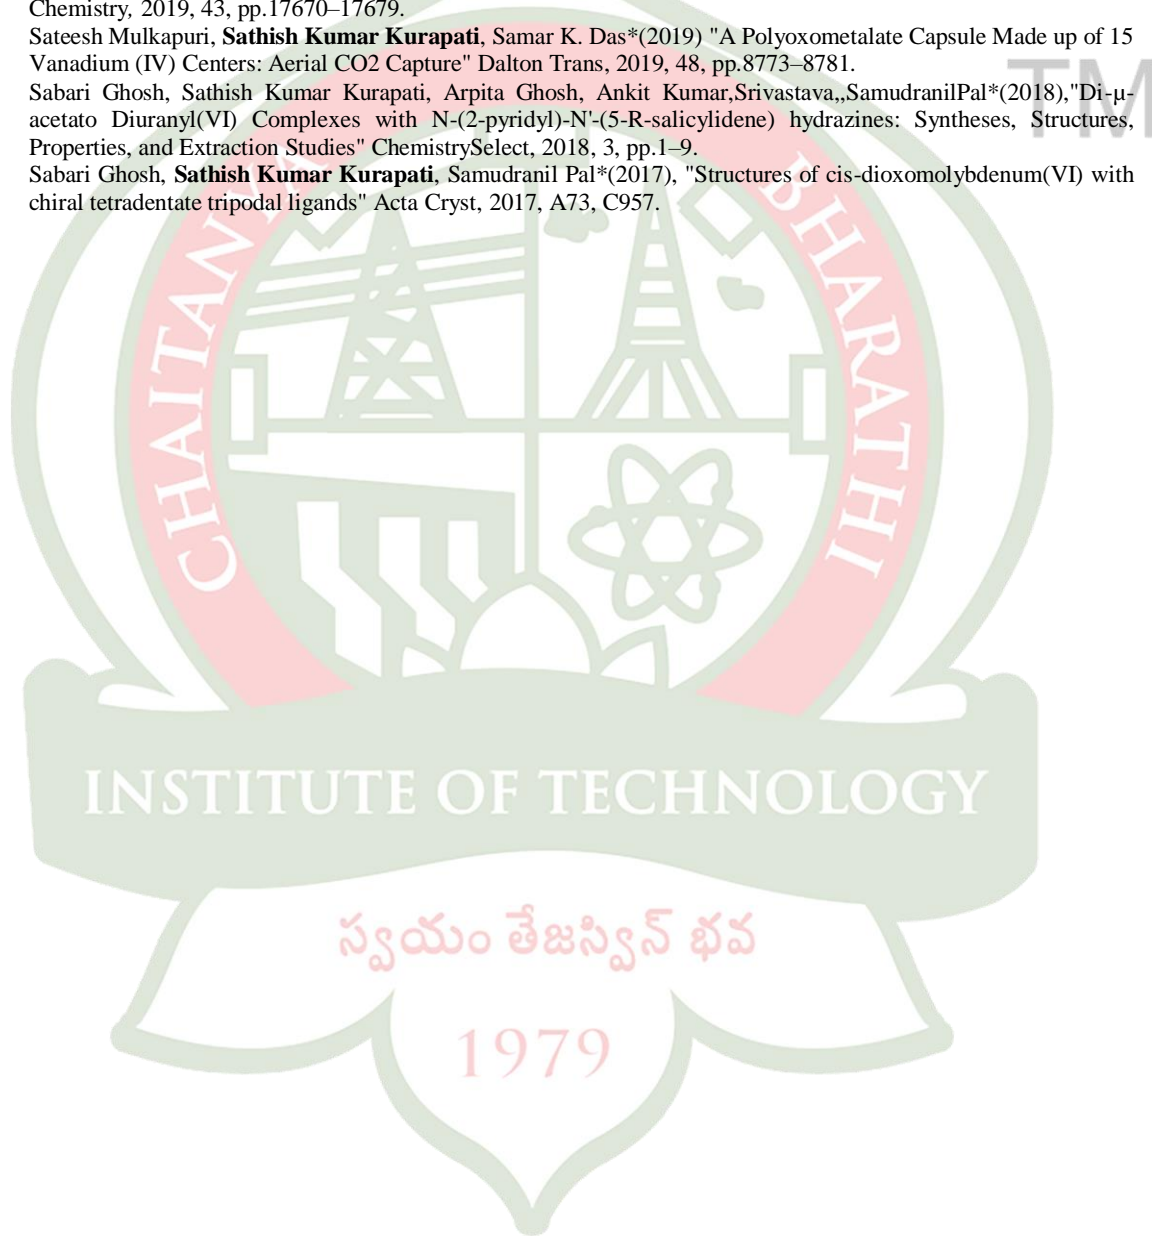 Chemistry, 2019, 43, pp.17670–17679.
Sateesh Mulkapuri, Sathish Kumar Kurapati, Samar K. Das*(2019) "A Polyoxometalate Capsule Made up of 15
Vanadium (IV) Centers: Aerial CO2 Capture" Dalton Trans, 2019, 48, pp.8773–8781.
Sabari Ghosh, Sathish Kumar Kurapati, Arpita Ghosh, Ankit Kumar,Srivastava,,SamudranilPal*(2018),"Di-μ-
acetato Diuranyl(VI) Complexes with N-(2-pyridyl)-N'-(5-R-salicylidene) hydrazines: Syntheses, Structures,
Properties, and Extraction Studies" ChemistrySelect, 2018, 3, pp.1–9.
Sabari Ghosh, Sathish Kumar Kurapati, Samudranil Pal*(2017), "Structures of cis-dioxomolybdenum(VI) with
chiral tetradentate tripodal ligands" Acta Cryst, 2017, A73, C957.
TM
CHAITANYA BHARATHI
INSTITUTE OF TECHNOLOGY
స్వయం తేజస్విన్ భవ
1979